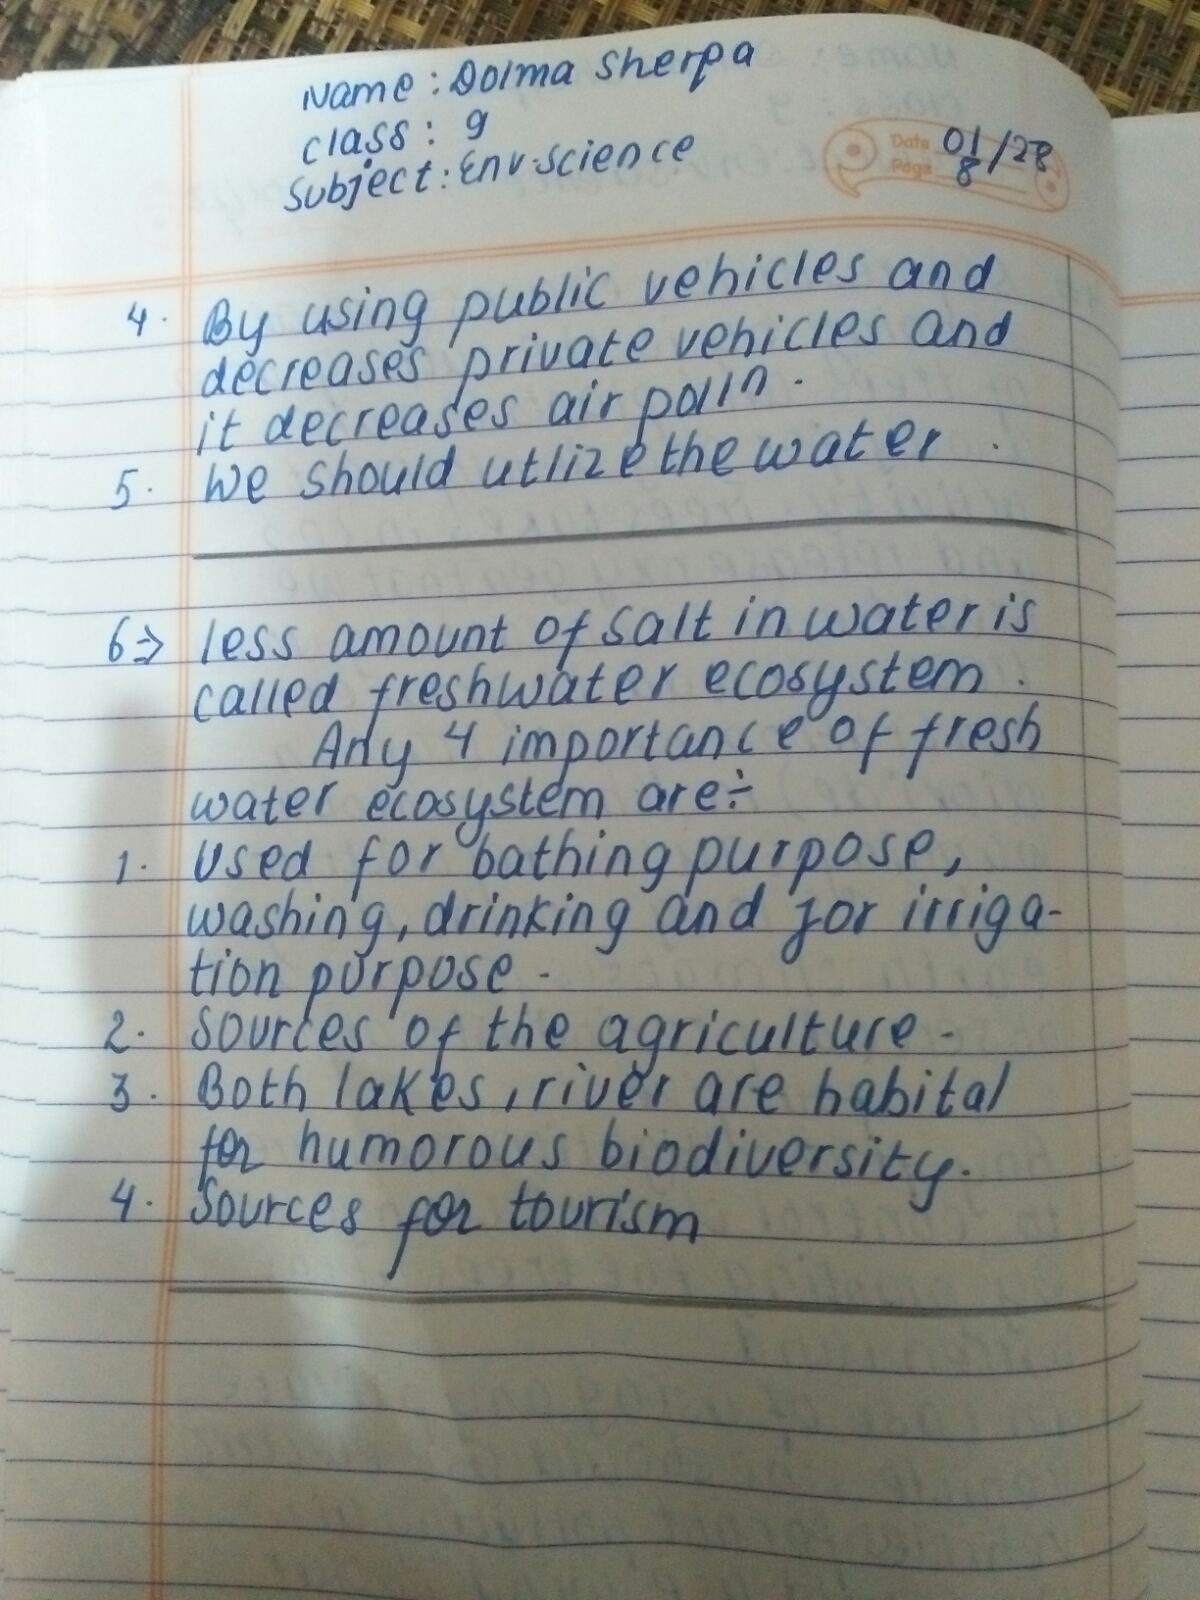 Name: Dolma Sherpa
class: 9
Subject: Env.science
Date 01/28
Page 8
4. By using public vehicles and
decreases private vehicles and
it decreases air polln.
5. We should utlize the water.
6⇒ less amount of salt in water is
called freshwater ecosystem.
Any 4 importance of fresh
water ecosystem are÷
1. Used for bathing purpose,
washing, drinking and for irriga-
tion purpose.
2. Sources of the agriculture.
3. Both lakes, river are habital
for humorous biodiversity.
4. Sources for tourism